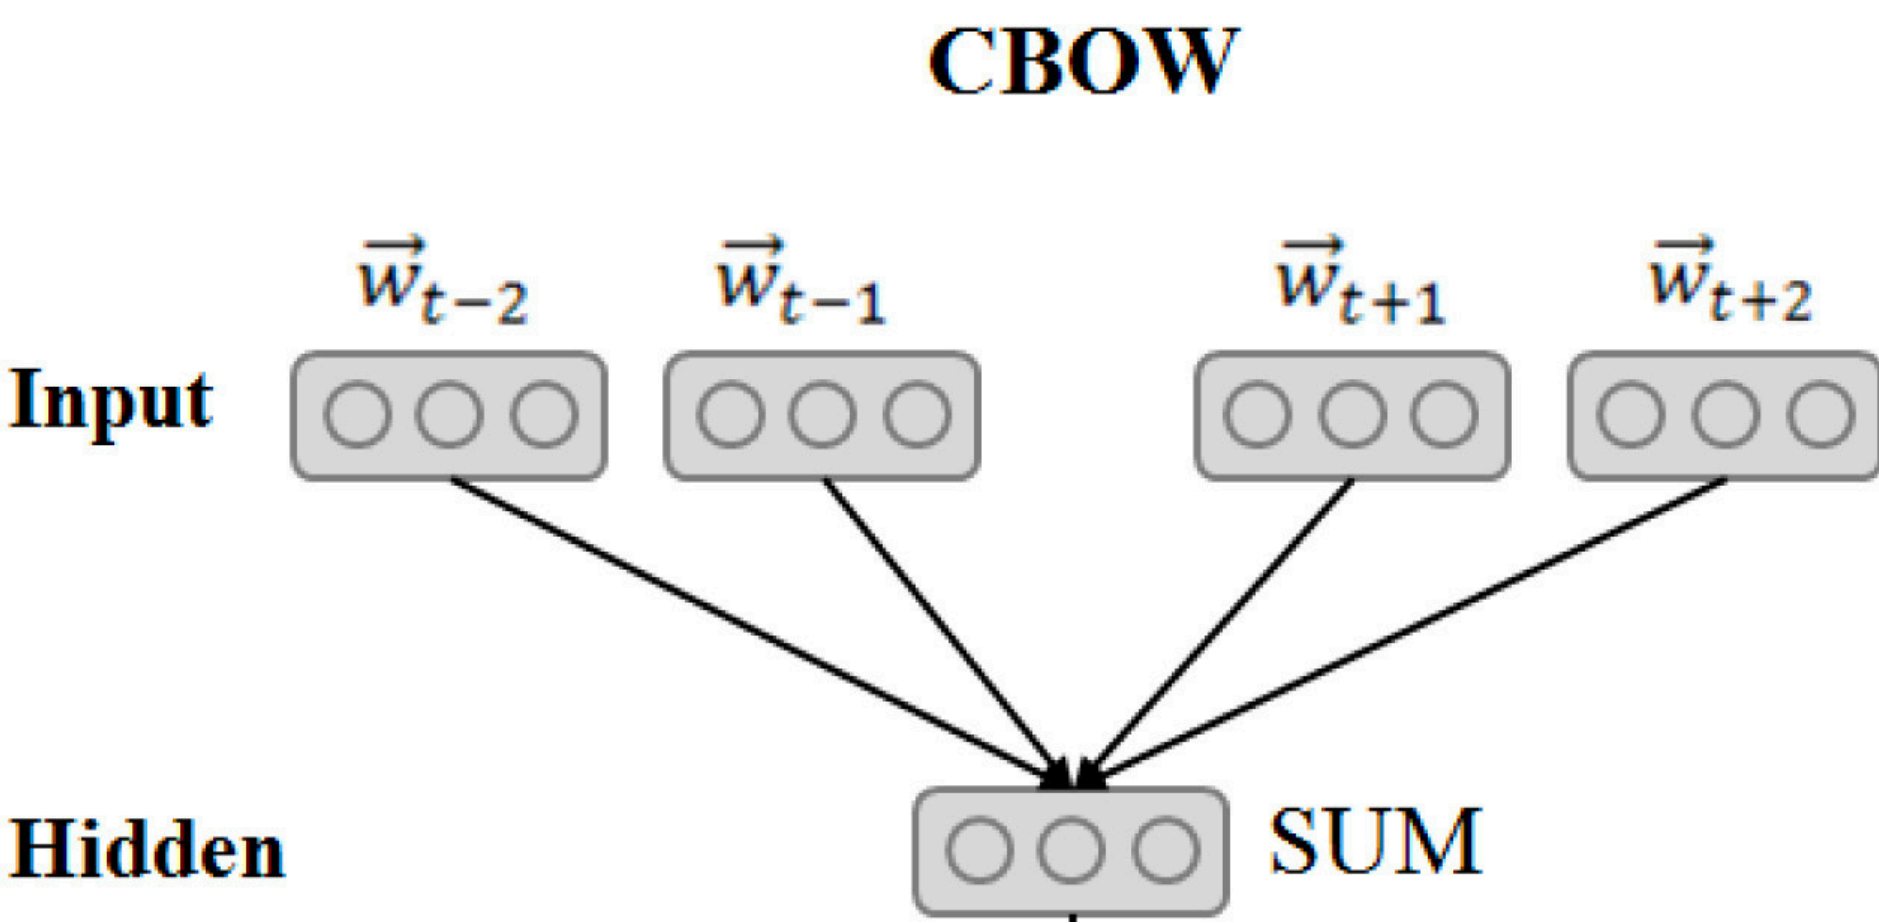 CBOW
w⃗ₜ₋₂ w⃗ₜ₋₁ w⃗ₜ₊₁ w⃗ₜ₊₂
Input
Hidden SUM